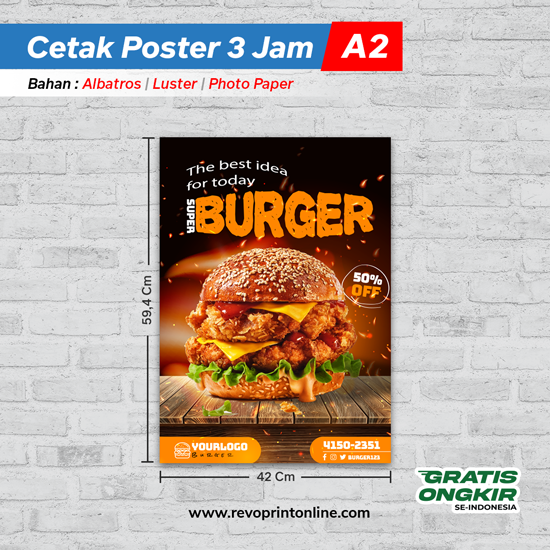 Cetak Poster 3 Jam A2
Bahan : Albatros | Luster | Photo Paper
The best idea
for today
SUPER
BURGER
50%
OFF
59,4 Cm
YOURLOGO
4150-2351
BURGER123
42 Cm
GRATIS
ONGKIR
SE-INDONESIA
www.revoprintonline.com